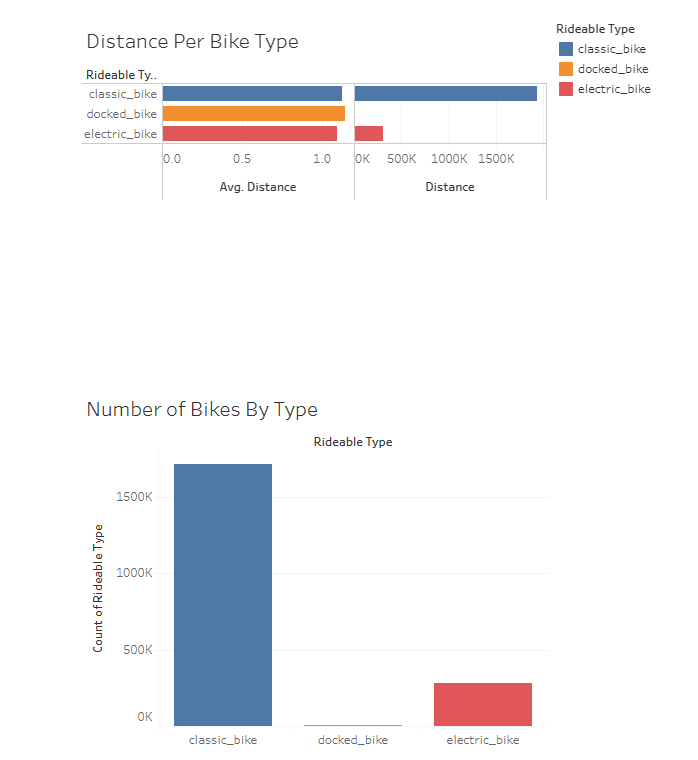 Distance Per Bike Type
Rideable Type
classic_bike
docked_bike
electric_bike
Rideable Ty..
classic_bike
docked_bike
electric_bike
0.0 0.5 1.0 0K 500K 1000K 1500K
Avg. Distance Distance
Number of Bikes By Type
Rideable Type
Count of Rideable Type
1500K
1000K
500K
0K
classic_bike docked_bike electric_bike